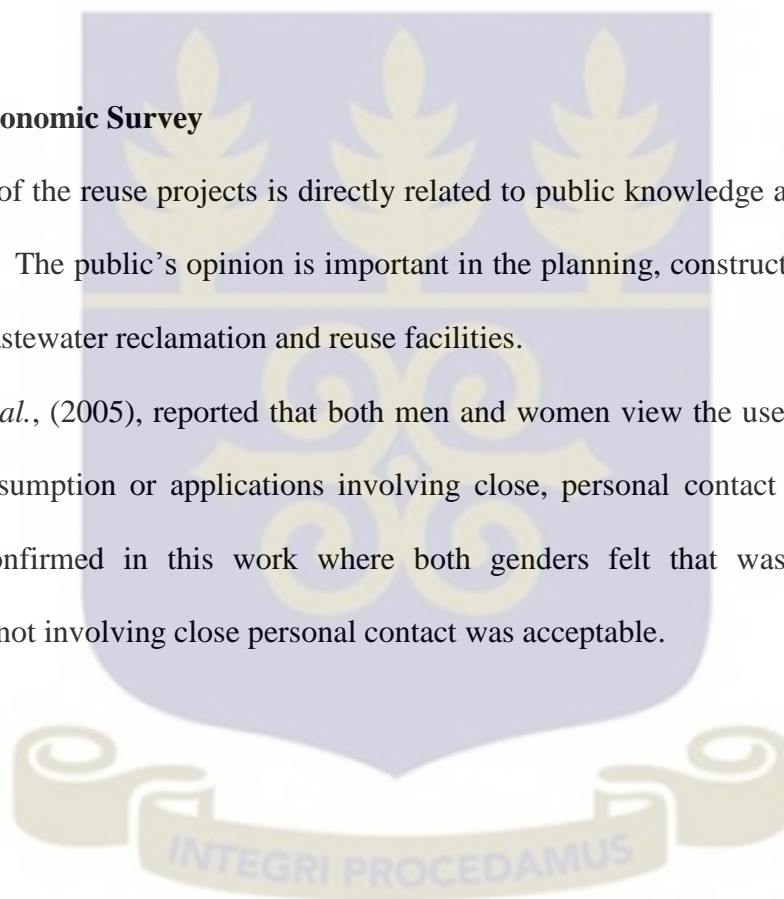 onomic Survey
of the reuse projects is directly related to public knowledge a
The public’s opinion is important in the planning, construct
stewater reclamation and reuse facilities.
al., (2005), reported that both men and women view the use
sumption or applications involving close, personal contact
onfirmed in this work where both genders felt that was
not involving close personal contact was acceptable.
INTEGRI PROCEDAMUS